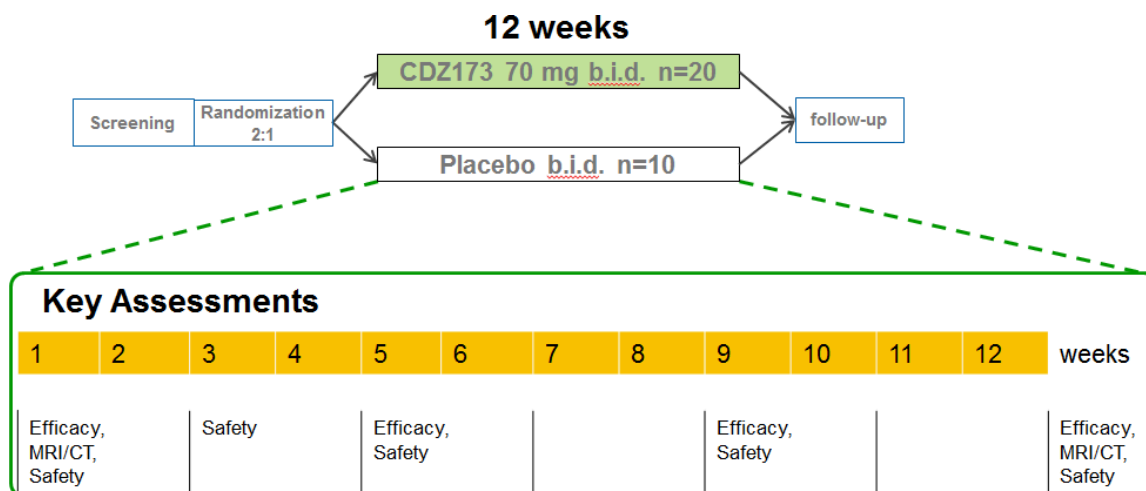 12 weeks
CDZ173 70 mg b.i.d. n=20
Screening
Randomization
2:1
follow-up
Placebo b.i.d. n=10
Key Assessments
1 2 3 4 5 6 7 8 9 10 11 12 weeks
Efficacy,
MRI/CT,
Safety
Safety
Efficacy,
Safety
Efficacy,
Safety
Efficacy,
MRI/CT,
Safety